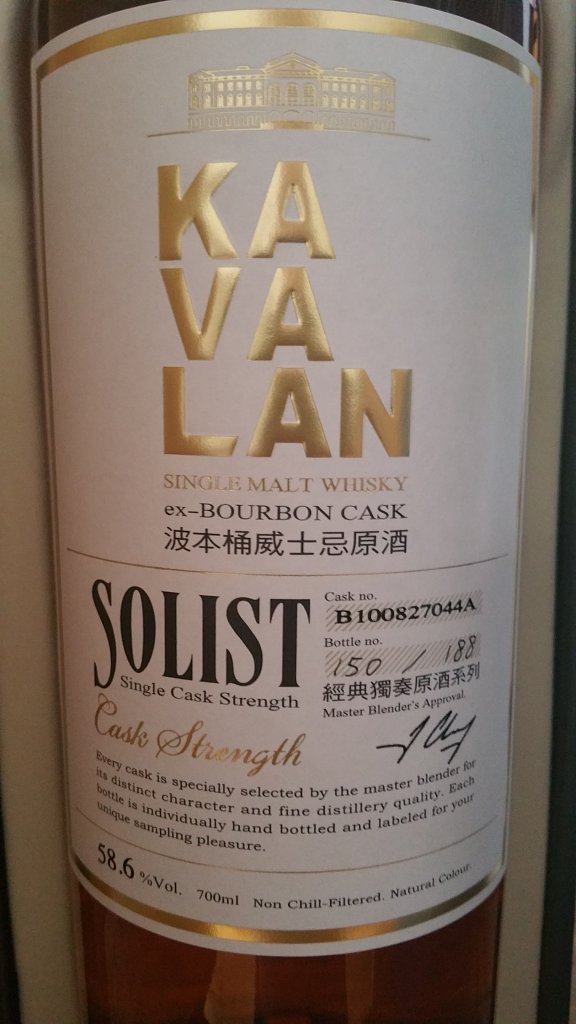 KA
VA
LAN
SINGLE MALT WHISKY
ex-BOURBON CASK
波本桶威士忌原酒
SOLIST
Single Cask Strength
Cask Strength
Cask no.
B100827044A
Bottle no.
150 / 188
經典獨奏原酒系列
Master Blender's Approval.
Every cask is specially selected by the master blender for
its distinct character and fine distillery quality. Each
bottle is individually hand bottled and labeled for your
unique sampling pleasure.
58.6 %Vol. 700ml Non Chill-Filtered. Natural Colour.